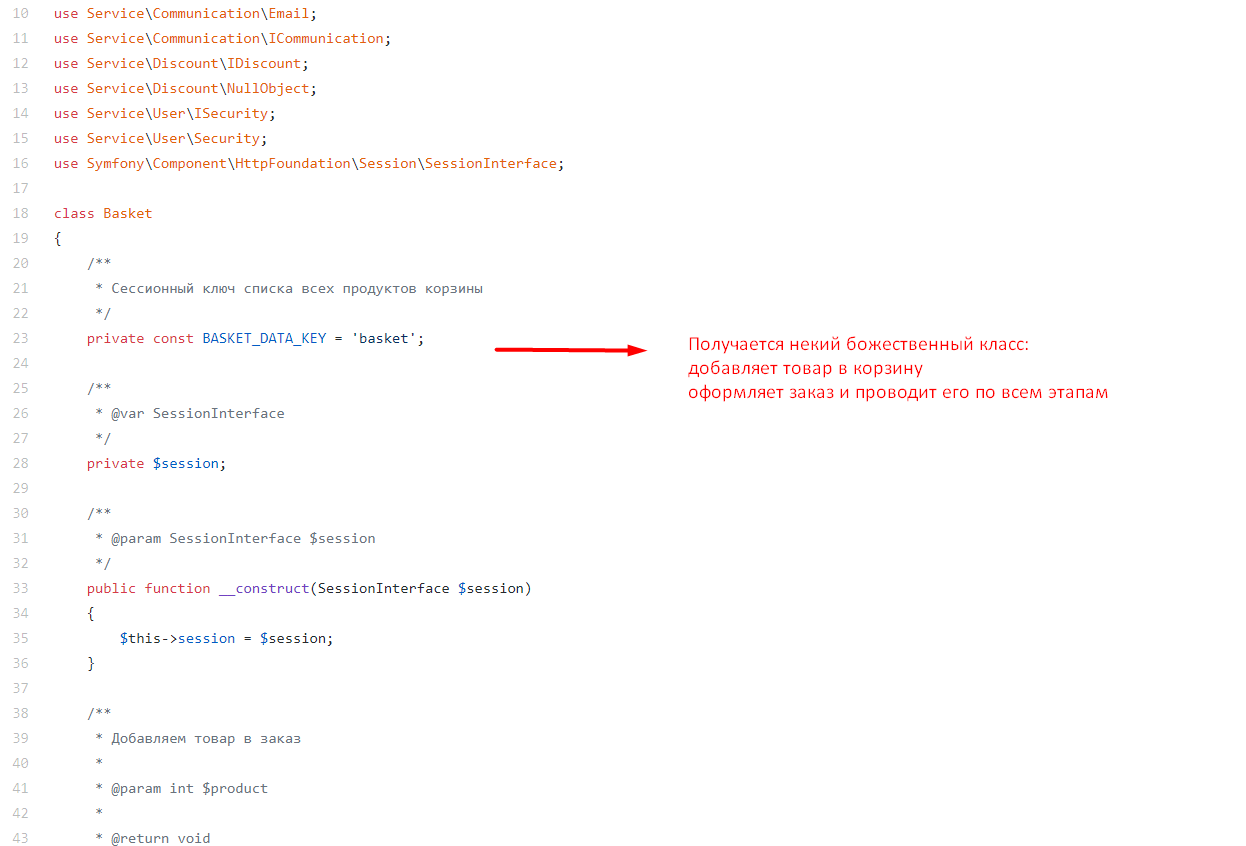 10 use Service\Communication\Email;
11 use Service\Communication\ICommunication;
12 use Service\Discount\IDiscount;
13 use Service\Discount\NullObject;
14 use Service\User\ISecurity;
15 use Service\User\Security;
16 use Symfony\Component\HttpFoundation\Session\SessionInterface;
17
18 class Basket
19 {
20 /**
21 * Сессионный ключ списка всех продуктов корзины
22 */
23 private const BASKET_DATA_KEY = 'basket';
Получается некий божественный класс:
добавляет товар в корзину
оформляет заказ и проводит его по всем этапам
24
25 /**
26 * @var SessionInterface
27 */
28 private $session;
29
30 /**
31 * @param SessionInterface $session
32 */
33 public function __construct(SessionInterface $session)
34 {
35 $this->session = $session;
36 }
37
38 /**
39 * Добавляем товар в заказ
40 *
41 * @param int $product
42 *
43 * @return void